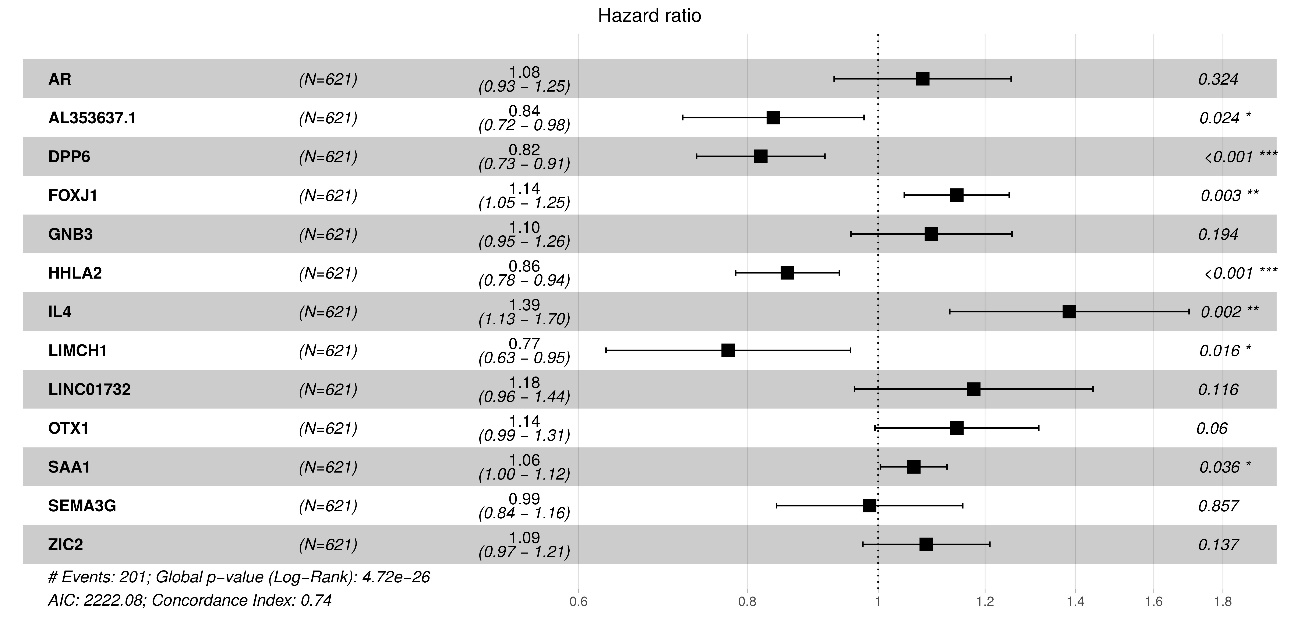 Hazard ratio
AR (N=621) 1.08 (0.93 − 1.25) 0.324
AL353637.1 (N=621) 0.84 (0.72 − 0.98) 0.024 *
DPP6 (N=621) 0.82 (0.73 − 0.91) <0.001 ***
FOXJ1 (N=621) 1.14 (1.05 − 1.25) 0.003 **
GNB3 (N=621) 1.10 (0.95 − 1.26) 0.194
HHLA2 (N=621) 0.86 (0.78 − 0.94) <0.001 ***
IL4 (N=621) 1.39 (1.13 − 1.70) 0.002 **
LIMCH1 (N=621) 0.77 (0.63 − 0.95) 0.016 *
LINC01732 (N=621) 1.18 (0.96 − 1.44) 0.116
OTX1 (N=621) 1.14 (0.99 − 1.31) 0.06
SAA1 (N=621) 1.06 (1.00 − 1.12) 0.036 *
SEMA3G (N=621) 0.99 (0.84 − 1.16) 0.857
ZIC2 (N=621) 1.09 (0.97 − 1.21) 0.137
# Events: 201; Global p−value (Log−Rank): 4.72e−26
AIC: 2222.08; Concordance Index: 0.74
0.6 0.8 1 1.2 1.4 1.6 1.8